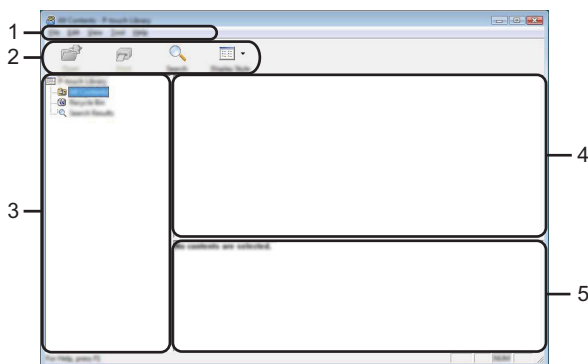 All Contents - P-touch Library
1
File Edit View Tool Help
2
Open Print Search Display Style
P-touch Library
All Contents
Recycle Bin
Search Results
3
4
No contents are selected.
5
For Help, press F1
NUM